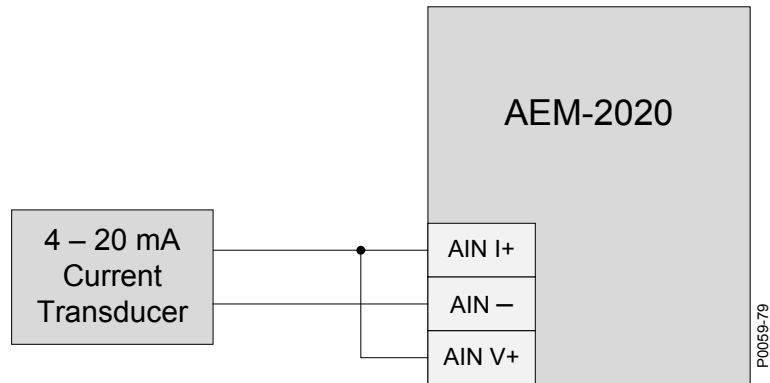 AEM-2020
4 – 20 mA
Current
Transducer
AIN I+
AIN –
AIN V+
P0059-79